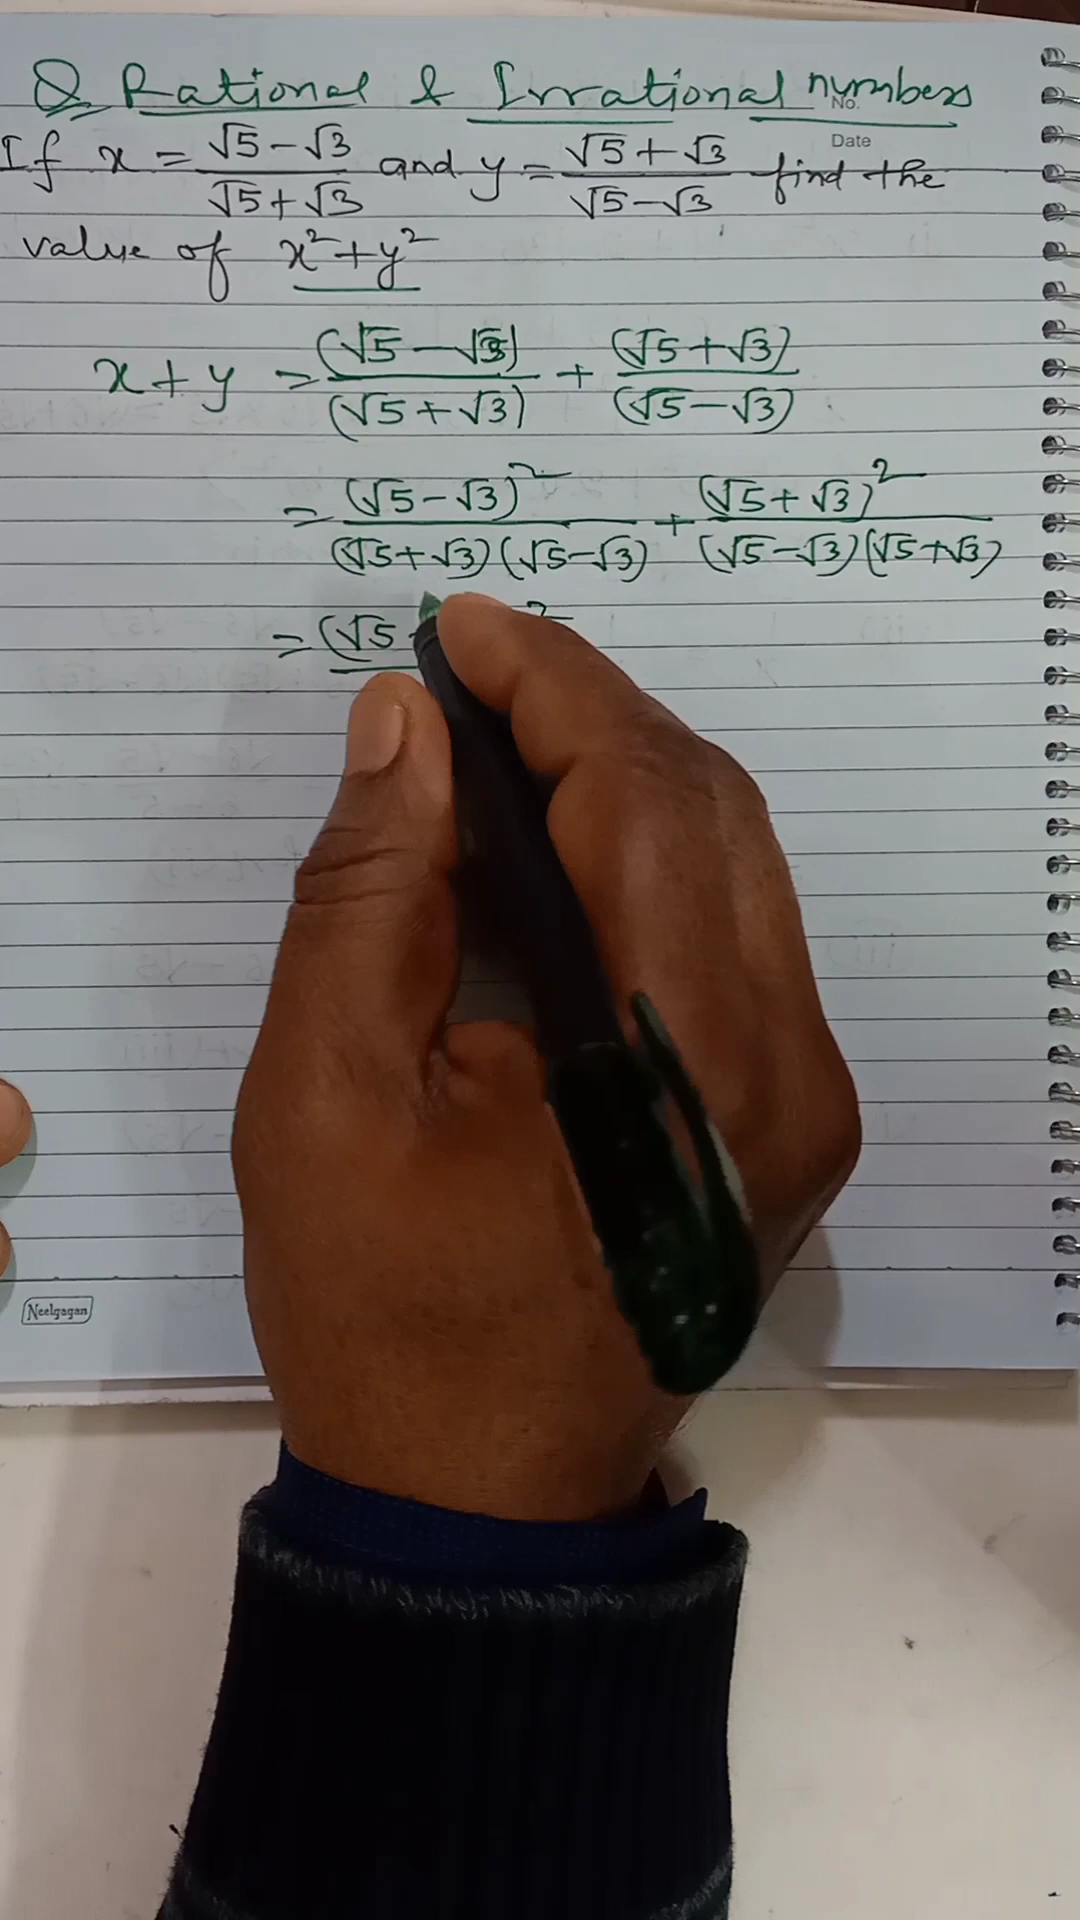 Q Rational & Irrational numbers
No.
Date
If x = √5-√3/√5+√3 and y = √5+√3/√5-√3 find the
value of x²+y²
x+y = (√5-√3)/(√5+√3) + (√5+√3)/(√5-√3)
= (√5-√3)²/(√5+√3)(√5-√3) + (√5+√3)²/(√5-√3)(√5+√3)
= (√5 - ²
Neelgagan